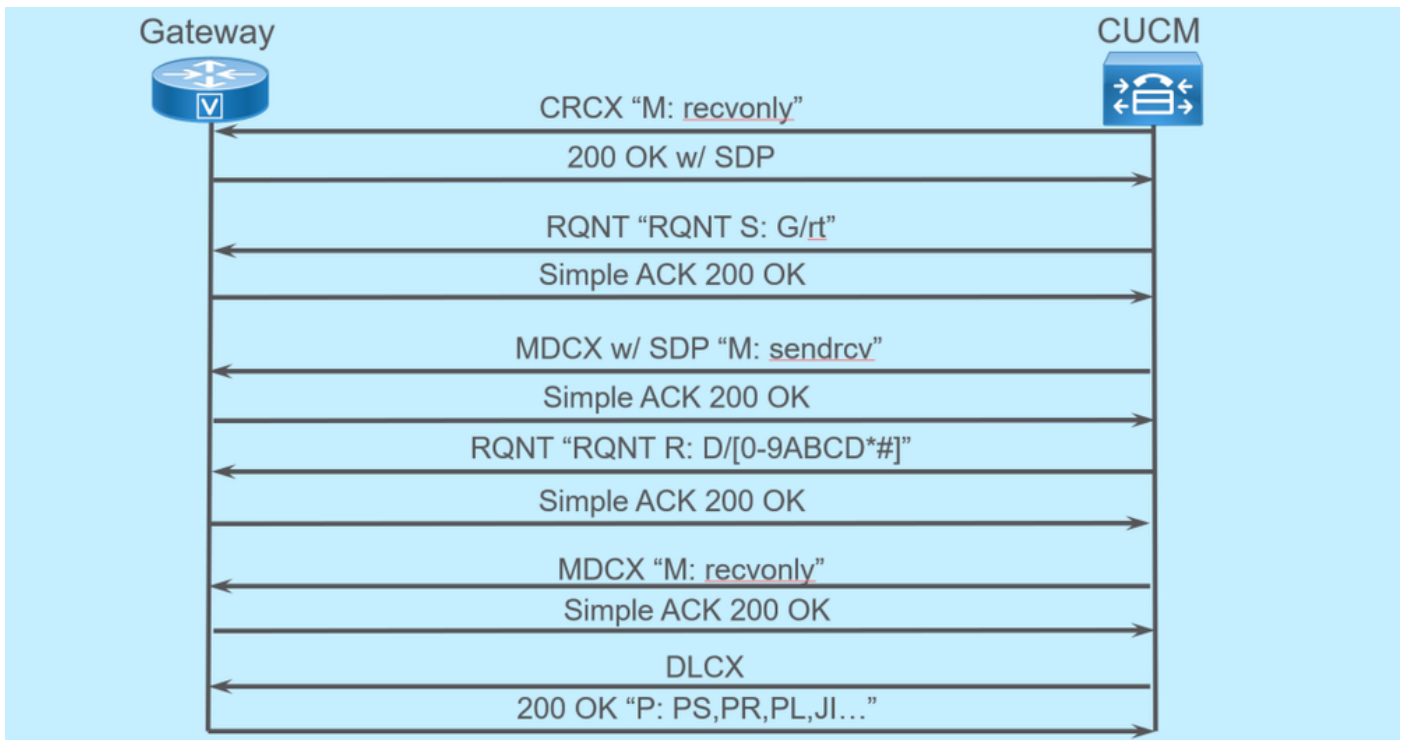 Gateway
CUCM
V
CRCX “M: recvonly”
200 OK w/ SDP
RQNT “RQNT S: G/rt”
Simple ACK 200 OK
MDCX w/ SDP “M: sendrcv”
Simple ACK 200 OK
RQNT “RQNT R: D/[0-9ABCD*#]”
Simple ACK 200 OK
MDCX “M: recvonly”
Simple ACK 200 OK
DLCX
200 OK “P: PS,PR,PL,JI…”